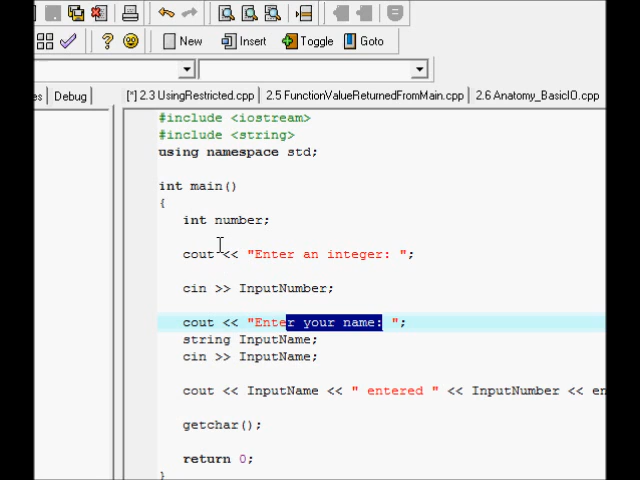 New Insert Toggle Goto
es Debug [*] 2.3 UsingRestricted.cpp 2.5 FunctionValueReturnedFromMain.cpp 2.6 Anatomy_BasicIO.cpp
#include <iostream>
#include <string>
using namespace std;
int main()
{
int number;
cout << "Enter an integer: ";
cin >> InputNumber;
cout << "Enter your name: ";
string InputName;
cin >> InputName;
cout << InputName << " entered " << InputNumber << en
getchar();
return 0;
}